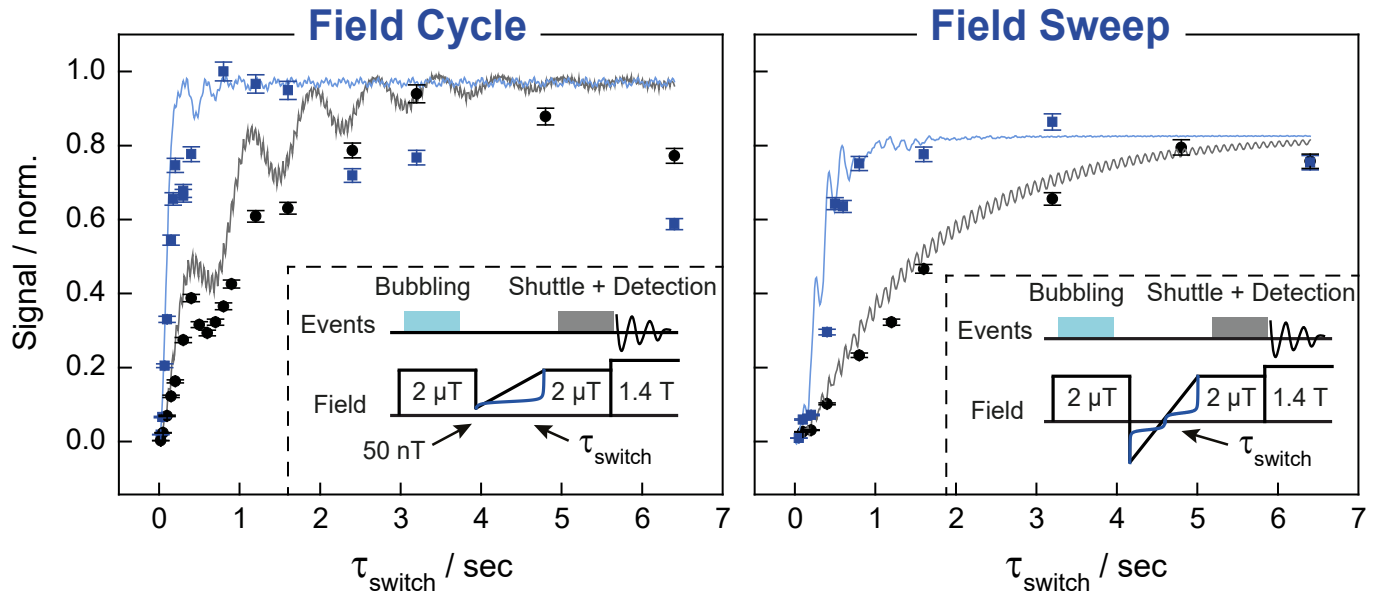 Field Cycle
Signal / norm.
1.0
0.8
0.6
0.4
0.2
0.0
Bubbling
Shuttle + Detection
Events
Field
2 μT
2 μT
1.4 T
50 nT
τswitch
0 1 2 3 4 5 6 7
τswitch / sec
Field Sweep
Bubbling
Shuttle + Detection
Events
Field
2 μT
2 μT
1.4 T
τswitch
0 1 2 3 4 5 6 7
τswitch / sec